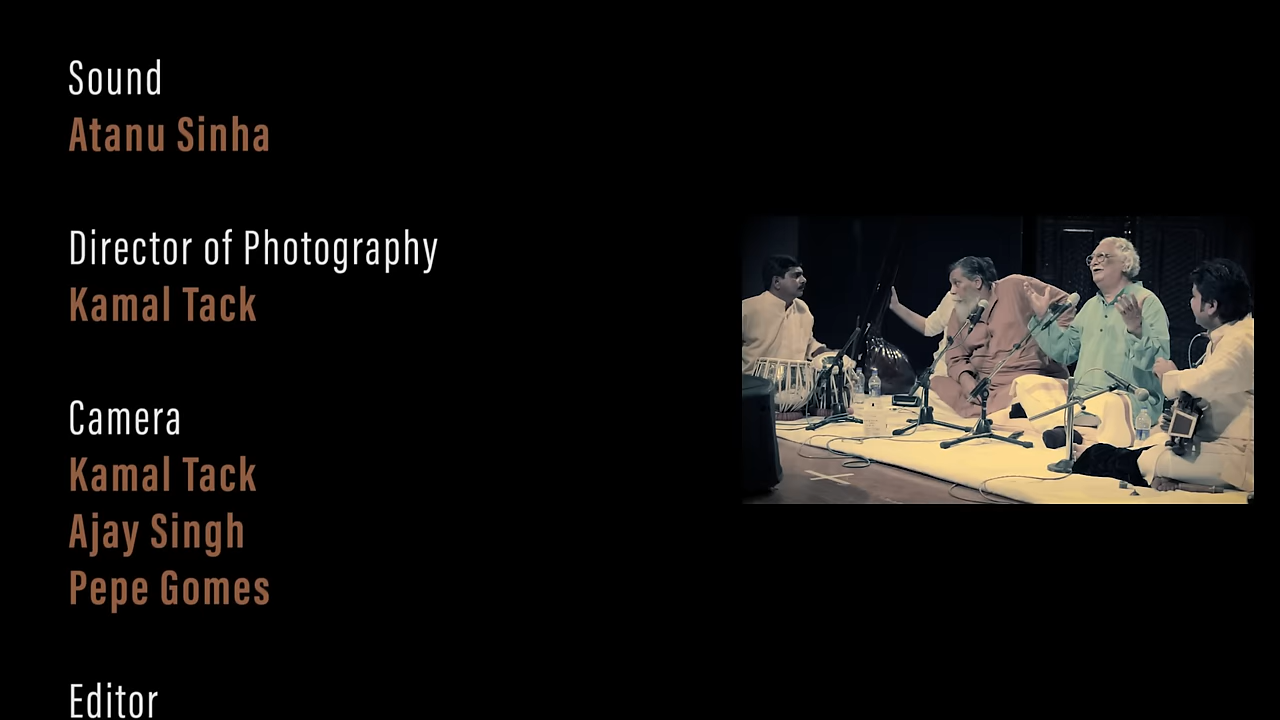 Sound
Atanu Sinha
Director of Photography
Kamal Tack
Camera
Kamal Tack
Ajay Singh
Pepe Gomes
Editor